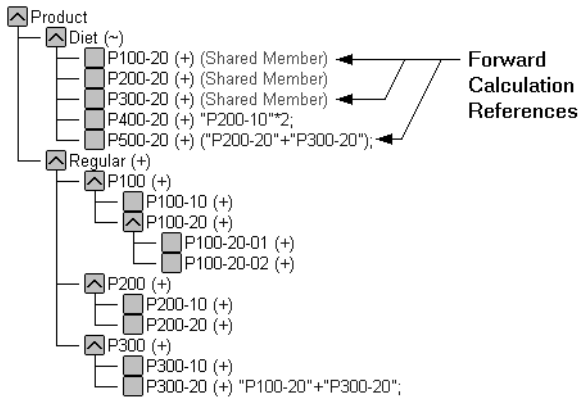 Product
Diet (~)
P100-20 (+) (Shared Member)
P200-20 (+) (Shared Member)
P300-20 (+) (Shared Member)
P400-20 (+) "P200-10"*2;
P500-20 (+) ("P200-20"+"P300-20");
Forward
Calculation
References
Regular (+)
P100 (+)
P100-10 (+)
P100-20 (+)
P100-20-01 (+)
P100-20-02 (+)
P200 (+)
P200-10 (+)
P200-20 (+)
P300 (+)
P300-10 (+)
P300-20 (+) "P100-20"+"P300-20";